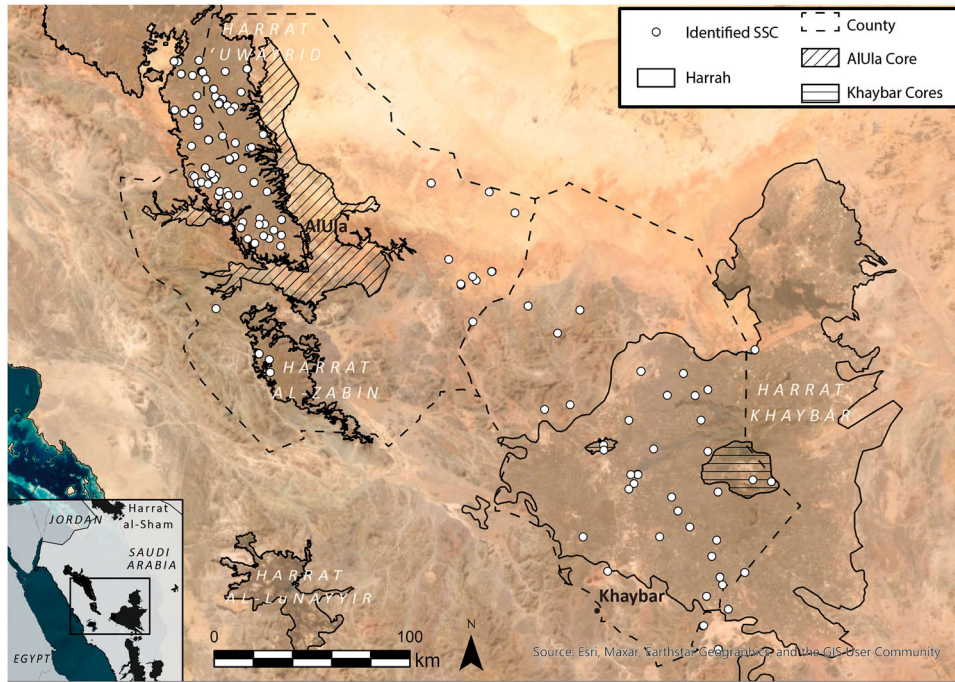 HARRAT
'UWAYRID
Identified SSC
Harrah
County
AlUla Core
Khaybar Cores
AlUla
HARRAT
AL-ZABIN
HARRAT
KHAYBAR
JORDAN
Harrat
al-Sham
SAUDI
ARABIA
EGYPT
HARRAT
AL-LuNAYYIR
Khaybar
0 100
km
N
Source: Esri, Maxar, Earthstar Geographics, and the GIS User Community